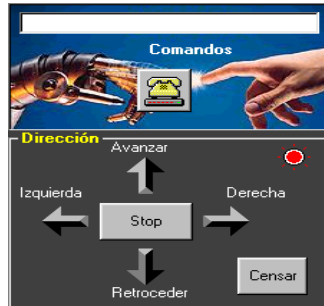 Comandos
Dirección
Avanzar
Izquierda
Derecha
Stop
Censar
Retroceder